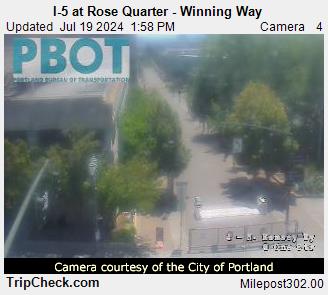 I-5 at Rose Quarter - Winning Way
Updated Jul 19 2024 1:58 PM Camera 4
PBOT
PORTLAND BUREAU OF TRANSPORTATION
Camera courtesy of the City of Portland
TripCheck.com Milepost302.00